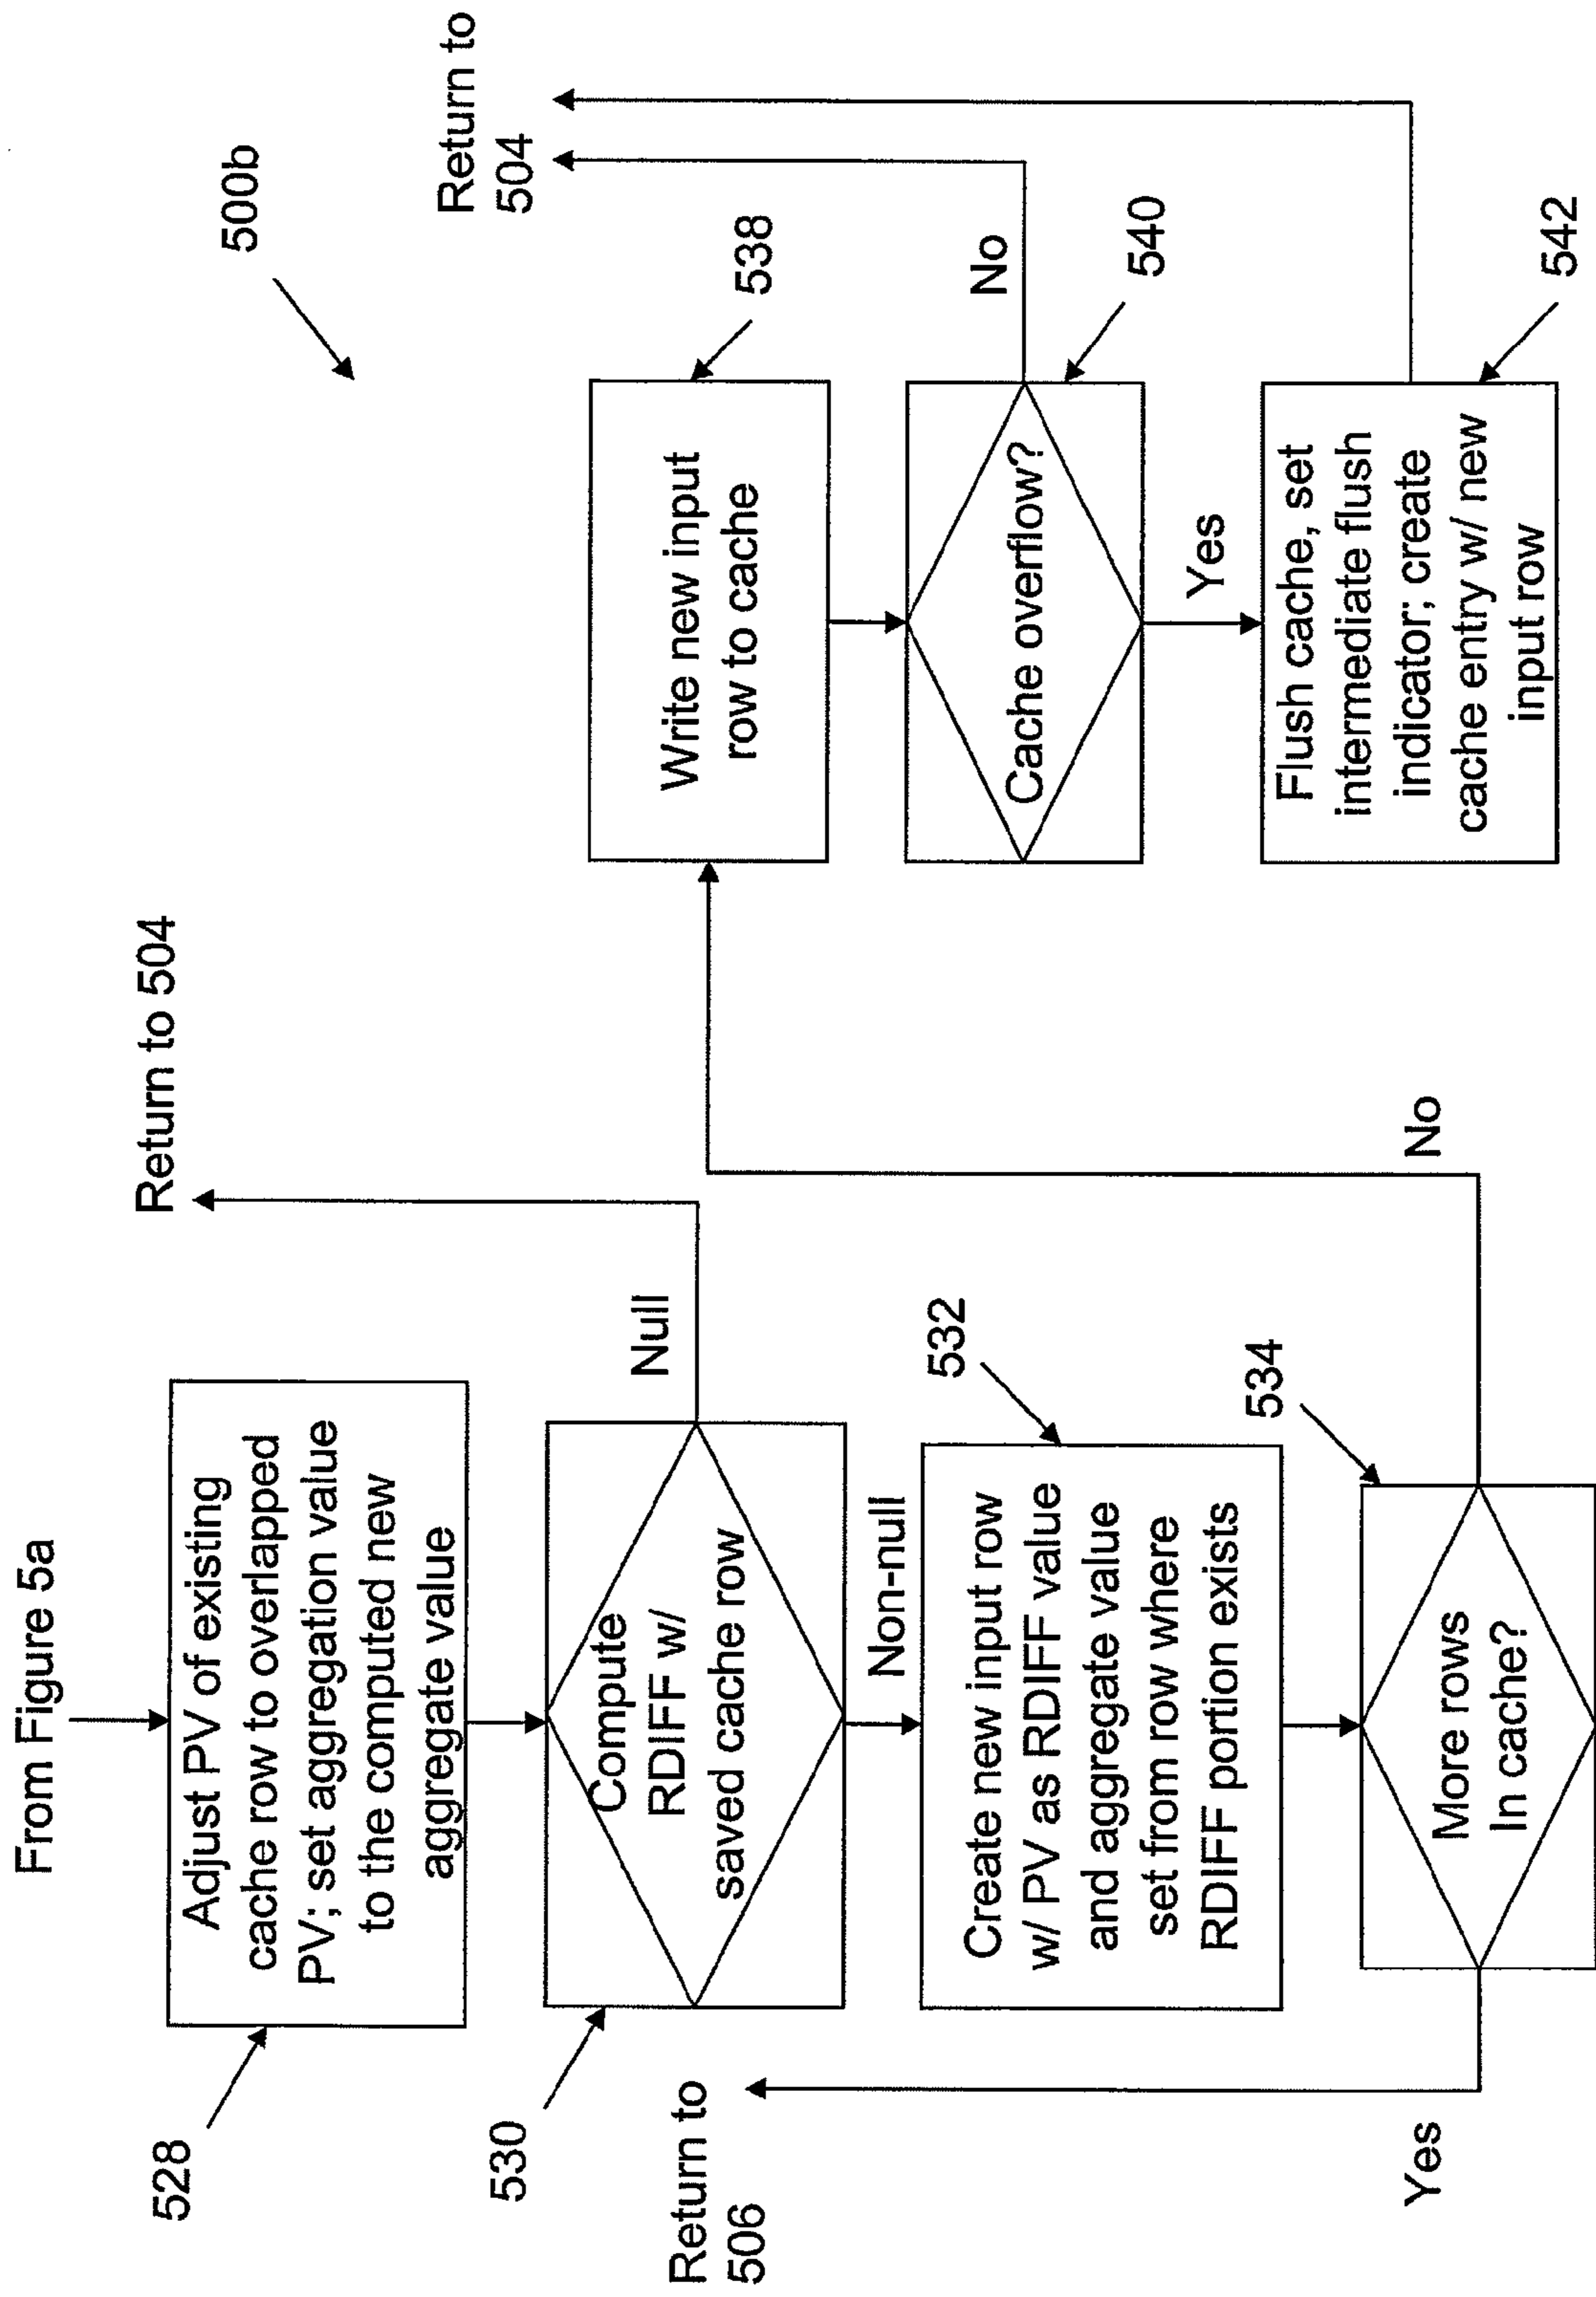 From Figure 5a
528
Adjust PV of existing
cache row to overlapped
PV; set aggregation value
to the computed new
aggregate value
Return to 504
530
Compute
RDIFF w/
saved cache row
Null
Non-null
532
Create new input row
w/ PV as RDIFF value
and aggregate value
set from row where
RDIFF portion exists
534
More rows
In cache?
Yes
Return to
506
No
500b
538
Write new input
row to cache
540
Cache overflow?
No
Return to
504
Yes
542
Flush cache, set
intermediate flush
indicator; create
cache entry w/ new
input row